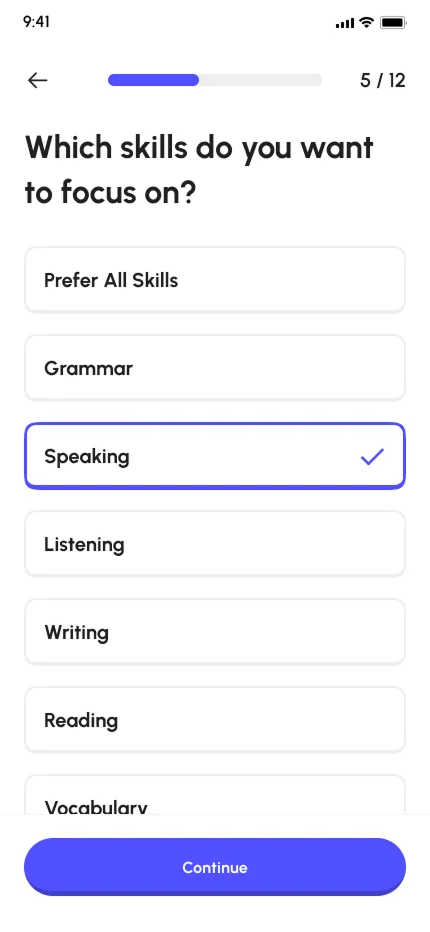 9:41
5 / 12
Which skills do you want
to focus on?
Prefer All Skills
Grammar
Speaking
Listening
Writing
Reading
Vocabulary
Continue